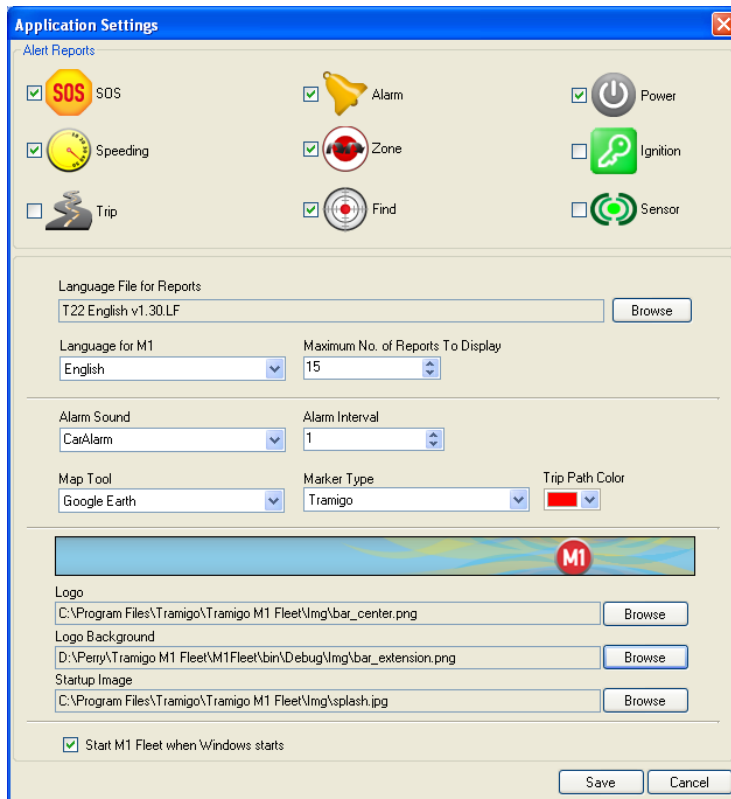 Application Settings
Alert Reports
SOS SOS
Alarm
Power
Speeding
Zone
Ignition
Trip
Find
Sensor
Language File for Reports
T22 English v1.30.LF
Browse
Language for M1
Maximum No. of Reports To Display
English
15
Alarm Sound
Alarm Interval
CarAlarm
1
Map Tool
Marker Type
Trip Path Color
Google Earth
Tramigo
M1
Logo
C:\Program Files\Tramigo\Tramigo M1 Fleet\Img\bar_center.png
Browse
Logo Background
D:\Perry\Tramigo M1 Fleet\M1Fleet\bin\Debug\Img\bar_extension.png
Browse
Startup Image
C:\Program Files\Tramigo\Tramigo M1 Fleet\Img\splash.jpg
Browse
Start M1 Fleet when Windows starts
Save
Cancel